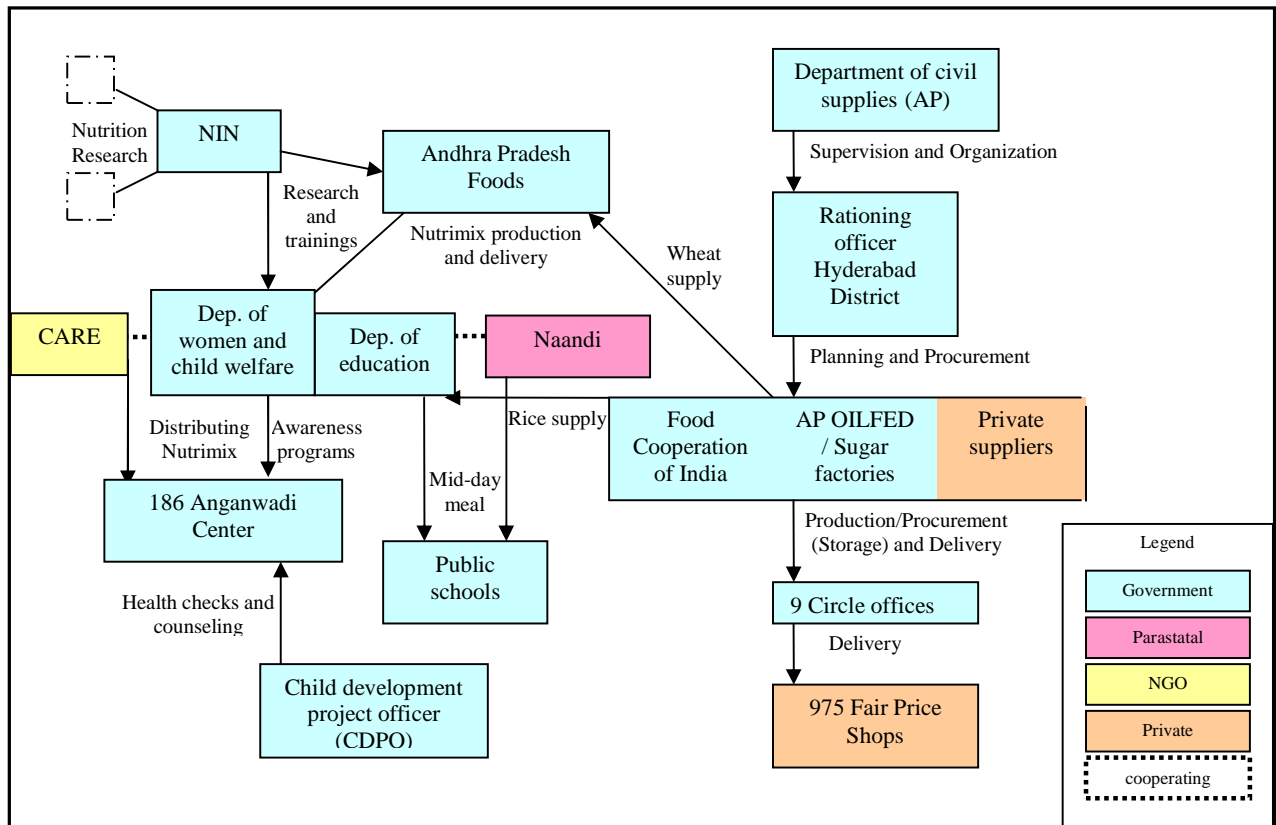 Nutrition
Research
NIN
Research
and
trainings
Andhra Pradesh
Foods
Nutrimix production
and delivery
Wheat
supply
Department of civil
supplies (AP)
Supervision and Organization
Rationing
officer
Hyderabad
District
Planning and Procurement
CARE
Dep. of
women and
child welfare
Dep. of
education
Naandi
Distributing
Nutrimix
Awareness
programs
Rice supply
Mid-day
meal
Food
Cooperation
of India
AP OILFED
/ Sugar
factories
Private
suppliers
186 Anganwadi
Center
Public
schools
Production/Procurement
(Storage) and Delivery
Health checks and
counseling
9 Circle offices
Delivery
Child development
project officer
(CDPO)
975 Fair Price
Shops
Legend
Government
Parastatal
NGO
Private
cooperating